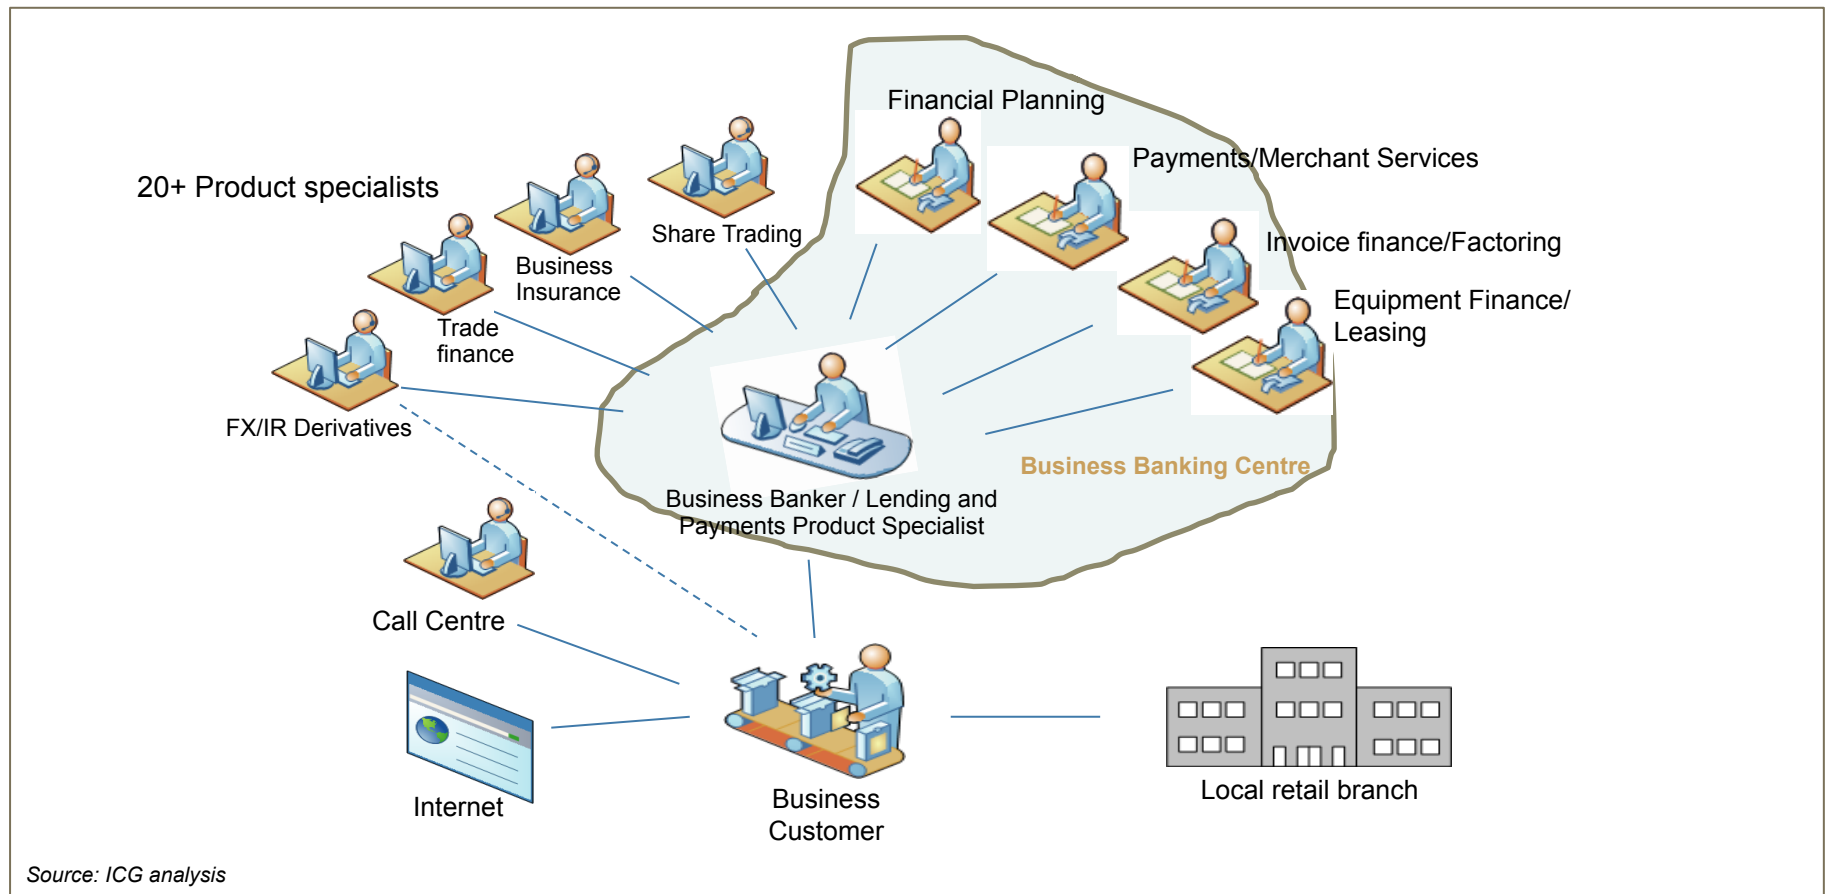 Financial Planning
Payments/Merchant Services
20+ Product specialists
Share Trading
Invoice finance/Factoring
Business
Insurance
Equipment Finance/
Leasing
Trade
finance
FX/IR Derivatives
Business Banking Centre
Business Banker / Lending and
Payments Product Specialist
Call Centre
Internet
Business
Customer
Local retail branch
Source: ICG analysis